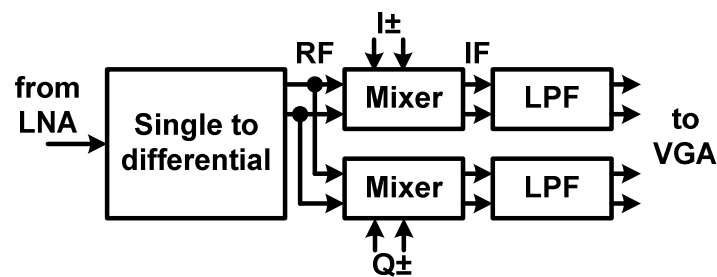 from
LNA
Single to
differential
RF
I±
Mixer
IF
LPF
Mixer
Q±
LPF
to
VGA